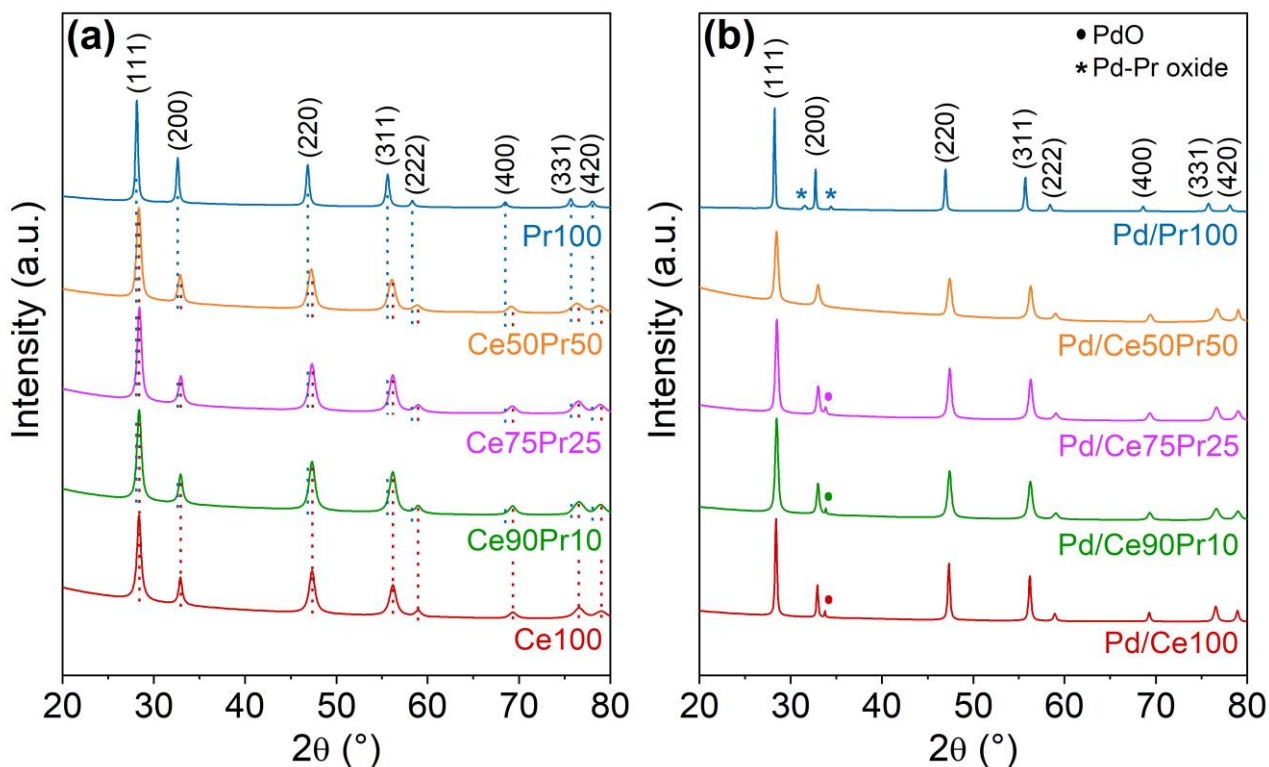 (a)
(111)
(200)
(220)
(311)
(222)
(400)
(331)
(420)
Pr100
Ce50Pr50
Ce75Pr25
Ce90Pr10
Ce100
Intensity (a.u.)
20 30 40 50 60 70 80
2θ (°)
(b)
• PdO
* Pd-Pr oxide
(111)
(200)
(220)
(311)
(222)
(400)
(331)
(420)
* *
Pd/Pr100
Pd/Ce50Pr50
Pd/Ce75Pr25
Pd/Ce90Pr10
Pd/Ce100
Intensity (a.u.)
20 30 40 50 60 70 80
2θ (°)